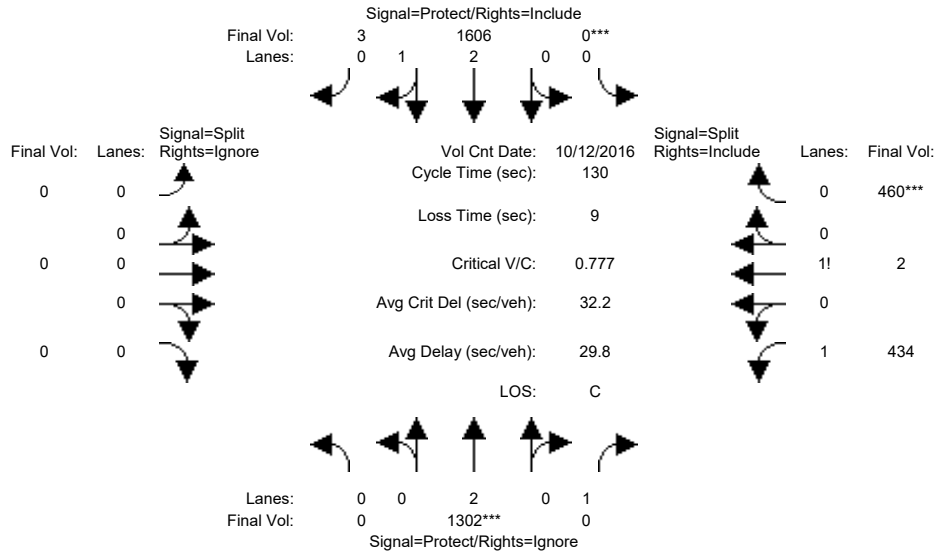 Signal=Protect/Rights=Include
Final Vol: 3 1606 0***
Lanes: 0 1 2 0 0
Signal=Split Signal=Split
Final Vol: Lanes: Rights=Ignore Vol Cnt Date: 10/12/2016 Rights=Include Lanes: Final Vol:
Cycle Time (sec): 130
0 0 0 460***
Loss Time (sec): 9
0 0
0 0 Critical V/C: 0.777 1! 2
0 Avg Crit Del (sec/veh): 32.2 0
0 0 Avg Delay (sec/veh): 29.8 1 434
LOS: C
Lanes: 0 0 2 0 1
Final Vol: 0 1302*** 0
Signal=Protect/Rights=Ignore